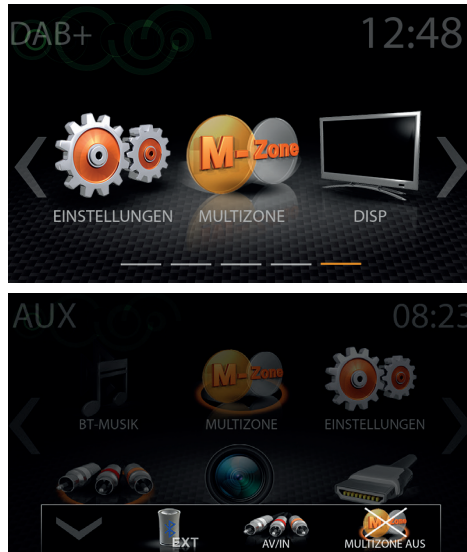 DAB+ 12:48
M-Zone
EINSTELLUNGEN MULTIZONE DISP
AUX 08:23
M-Zone
BT-MUSIK MULTIZONE EINSTELLUNGEN
EXT AV/IN MULTIZONE AUS